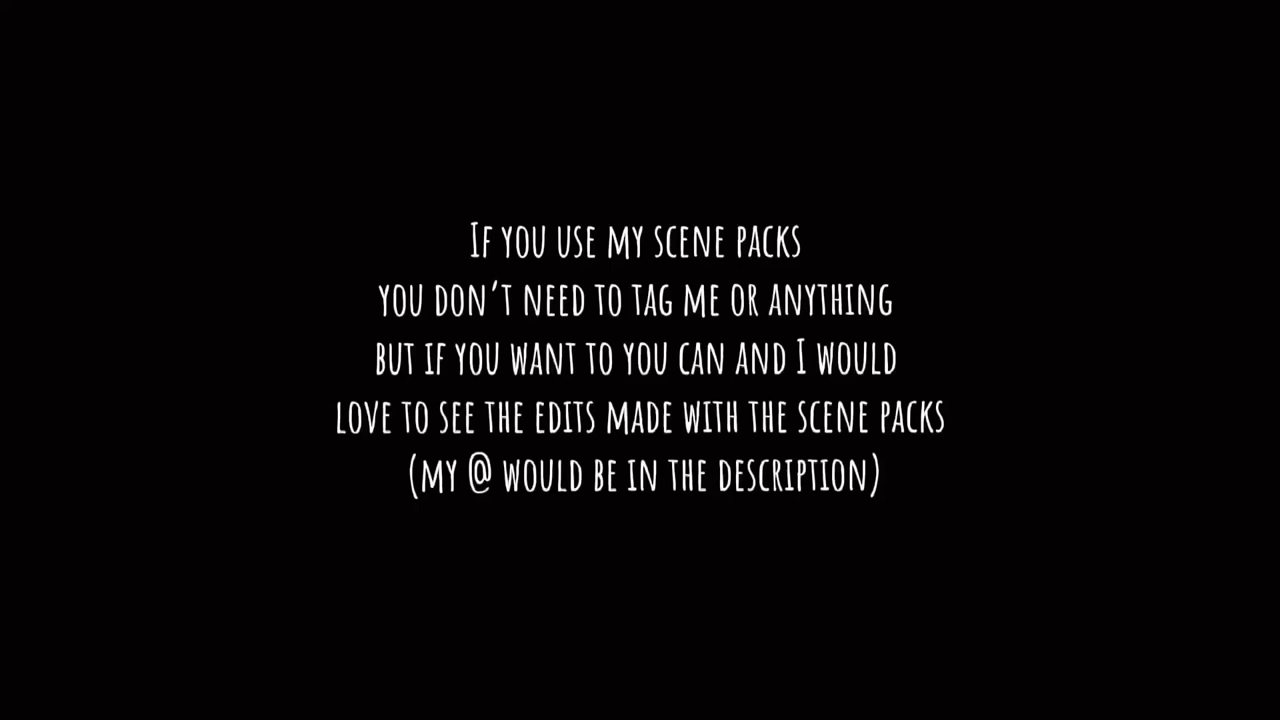 If you use my scene packs
you don't need to tag me or anything
but if you want to you can and I would
love to see the edits made with the scene packs
(my @ would be in the description)